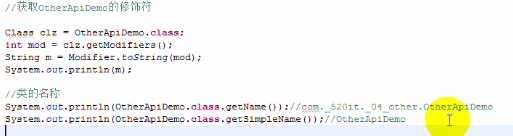 //获取OtherApiDemo的修饰符
Class clz = OtherApiDemo.class;
int mod = clz.getModifiers();
String m = Modifier.toString(mod);
System.out.println(m);
//类的名称
System.out.println(OtherApiDemo.class.getName());//com._520it._04_other.OtherApiDemo
System.out.println(OtherApiDemo.class.getSimpleName());//OtherApiDemo